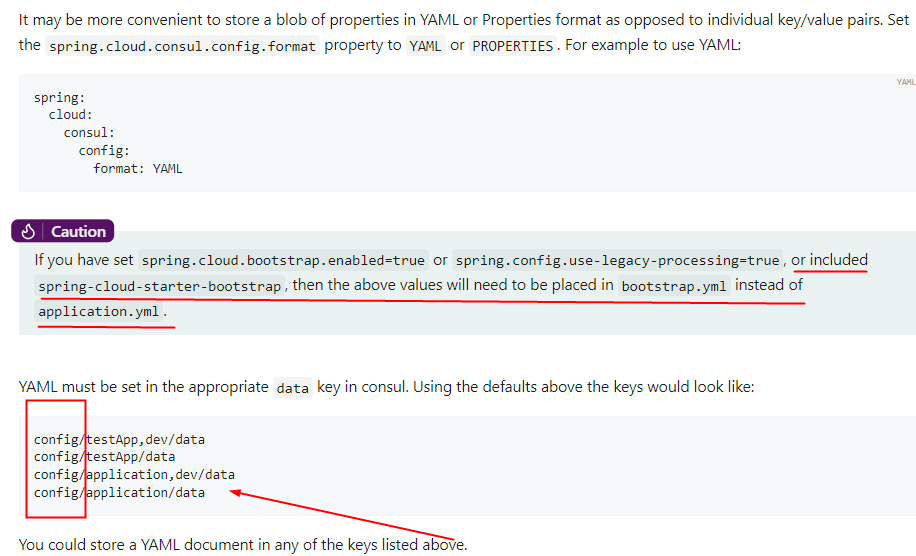 It may be more convenient to store a blob of properties in YAML or Properties format as opposed to individual key/value pairs. Set
the spring.cloud.consul.config.format property to YAML or PROPERTIES. For example to use YAML:
YAML
spring:
  cloud:
    consul:
      config:
        format: YAML
Caution
If you have set spring.cloud.bootstrap.enabled=true or spring.config.use-legacy-processing=true, or included
spring-cloud-starter-bootstrap, then the above values will need to be placed in bootstrap.yml instead of
application.yml.
YAML must be set in the appropriate data key in consul. Using the defaults above the keys would look like:
config/testApp,dev/data
config/testApp/data
config/application,dev/data
config/application/data
You could store a YAML document in any of the keys listed above.